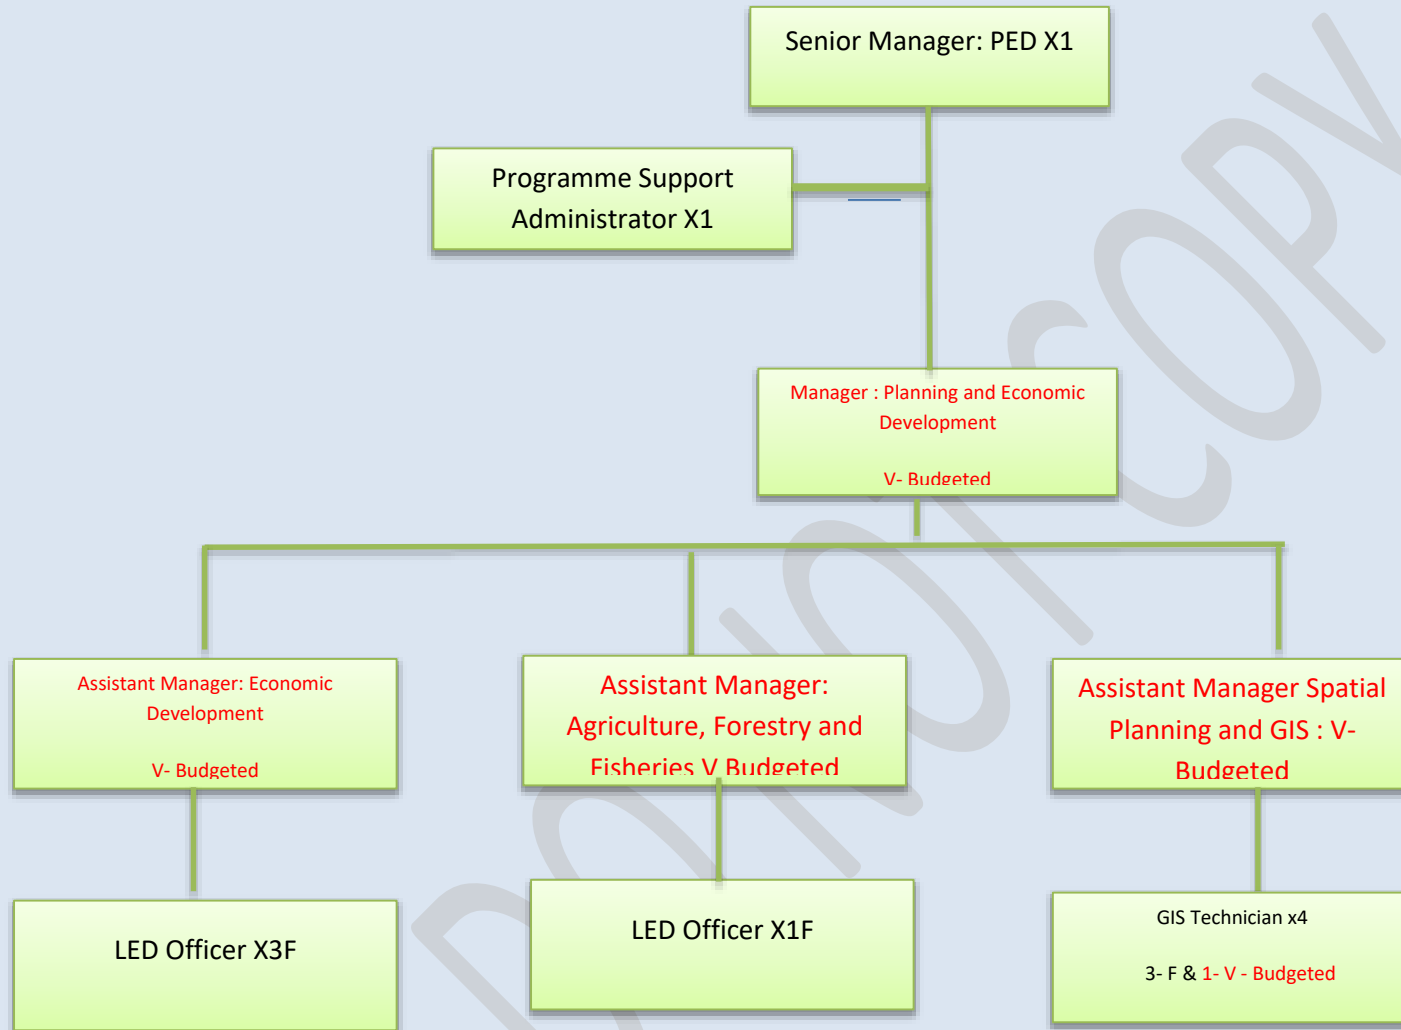 Senior Manager: PED X1
Programme Support
Administrator X1
Manager : Planning and Economic
Development
V- Budgeted
Assistant Manager: Economic
Development
V- Budgeted
Assistant Manager:
Agriculture, Forestry and
Fisheries V Budgeted
Assistant Manager Spatial
Planning and GIS : V-
Budgeted
LED Officer X3F
LED Officer X1F
GIS Technician x4
3- F & 1- V - Budgeted
NOT COPY